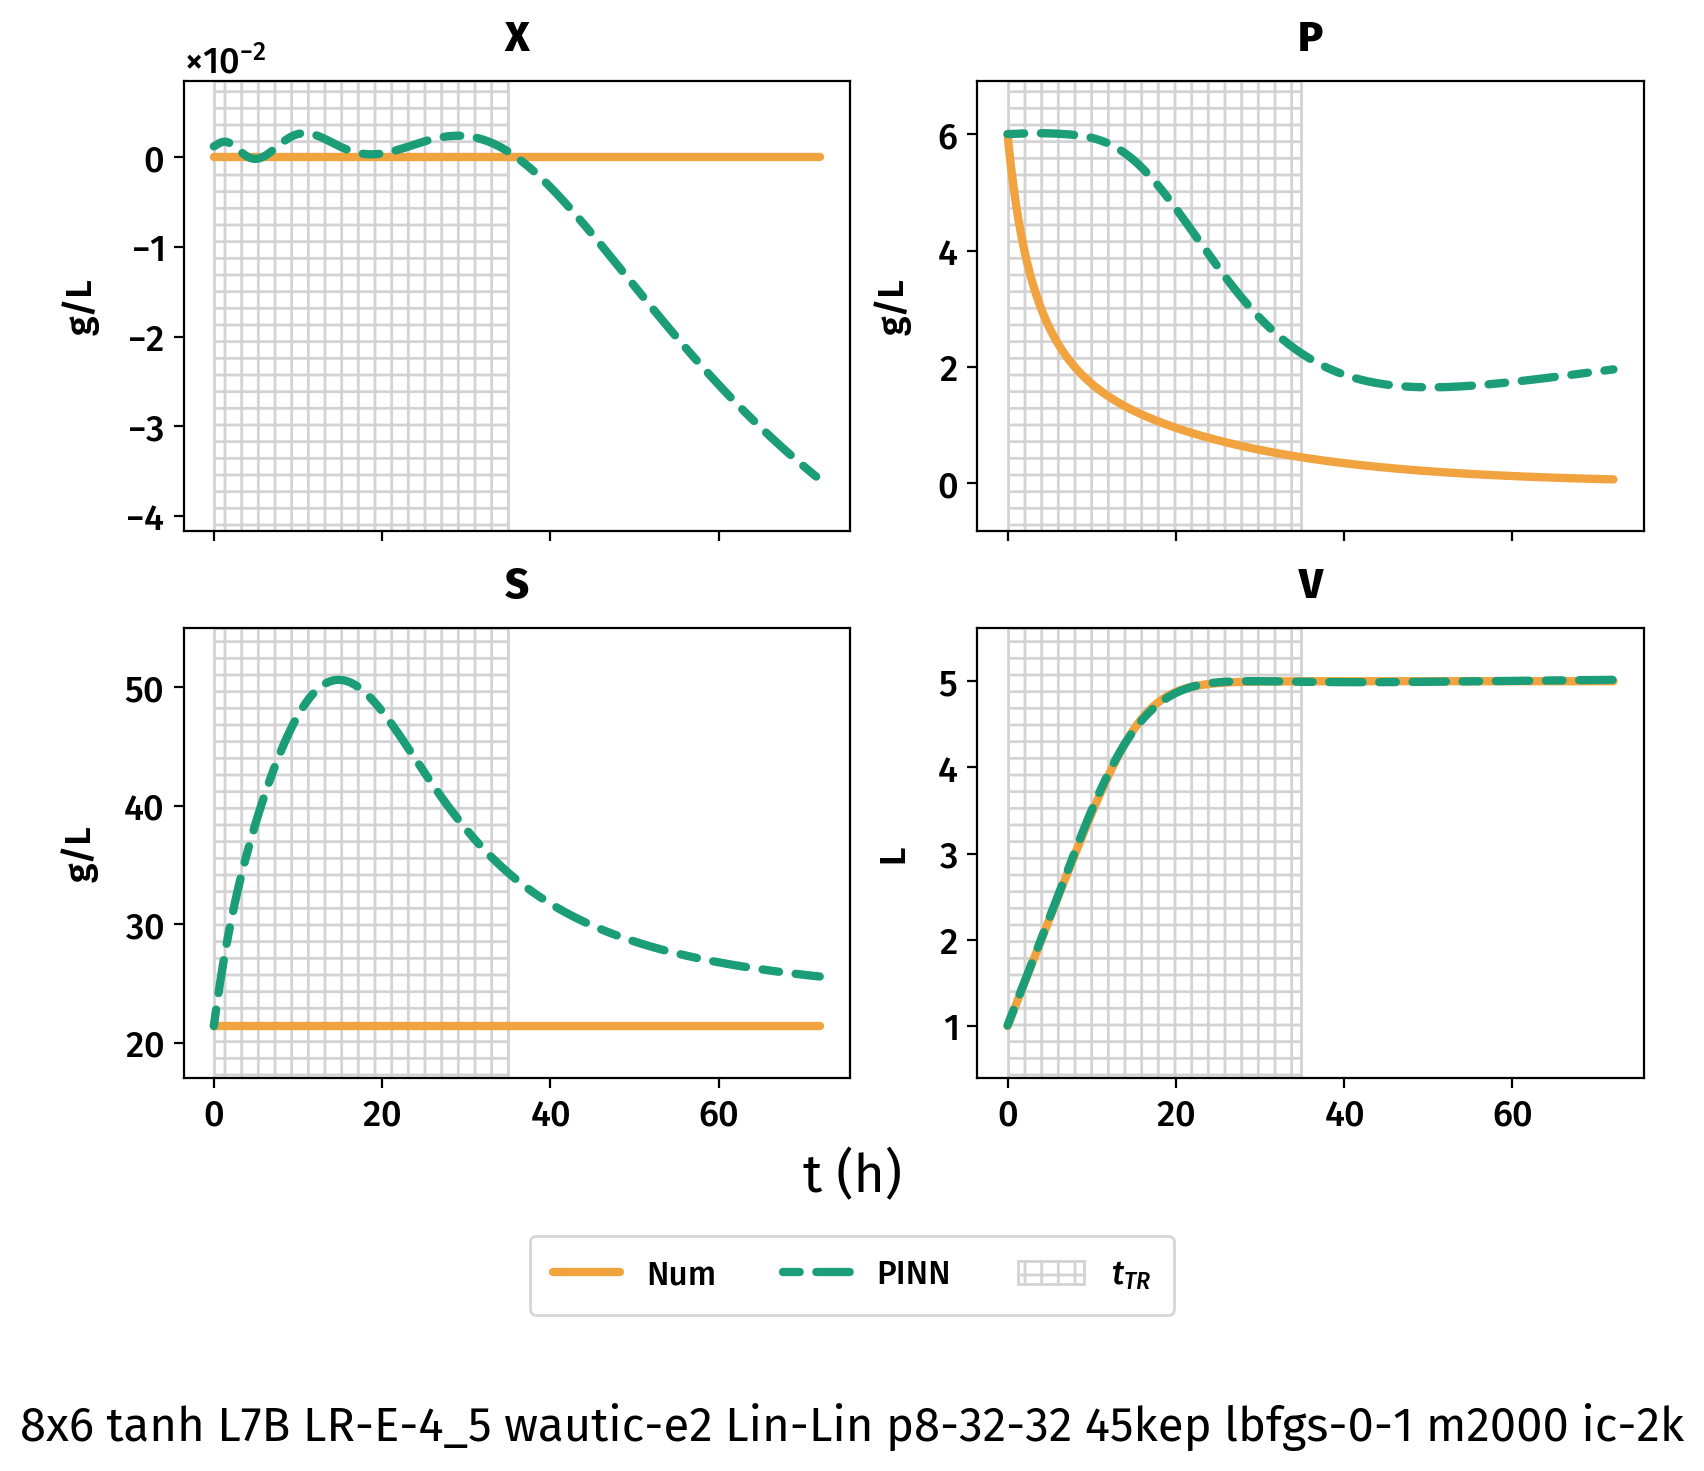 X
P
×10⁻²
0
−1
−2
−3
−4
g/L
6
4
2
0
g/L
S
V
50
40
30
20
g/L
5
4
3
2
1
L
0 20 40 60
0 20 40 60
t (h)
Num PINN t_TR
8x6 tanh L7B LR-E-4_5 wautic-e2 Lin-Lin p8-32-32 45kep lbfgs-0-1 m2000 ic-2k